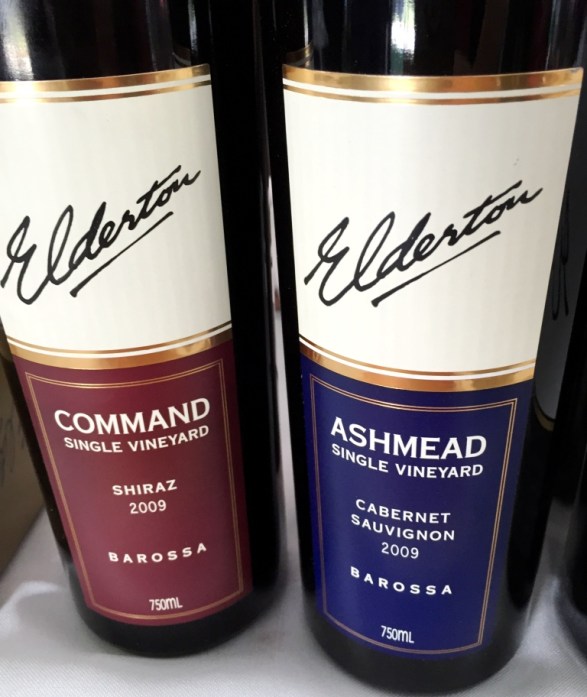 Elderton
COMMAND
SINGLE VINEYARD
SHIRAZ
2009
BAROSSA
750ML
Elderton
ASHMEAD
SINGLE VINEYARD
CABERNET
SAUVIGNON
2009
BAROSSA
750ML